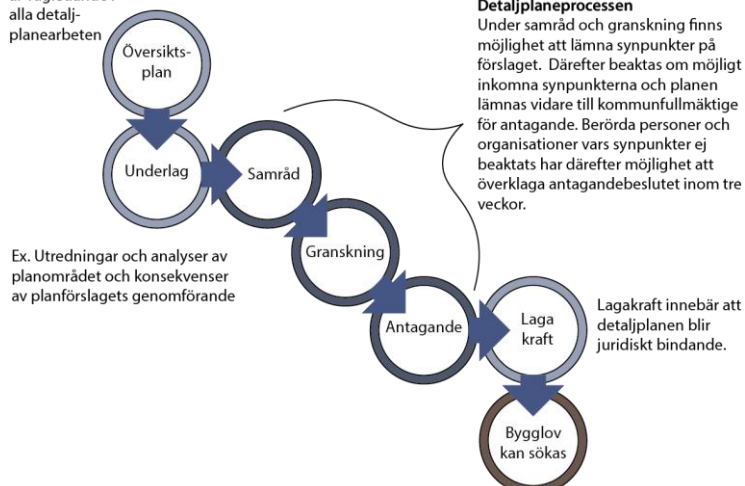 alla detalj-
planearbeten
Översikts-
plan
Underlag
Samråd
Granskning
Antagande
Laga
kraft
Bygglov
kan sökas
Detaljplaneprocessen
Under samråd och granskning finns
möjlighet att lämna synpunkter på
förslaget. Därefter beaktas om möjligt
inkomna synpunkterna och planen
lämnas vidare till kommunfullmäktige
för antagande. Berörda personer och
organisationer vars synpunkter ej
beaktats har därefter möjlighet att
överklaga antagandebeslutet inom tre
veckor.
Ex. Utredningar och analyser av
planområdet och konsekvenser
av planförslagets genomförande
Lagakraft innebär att
detaljplanen blir
juridiskt bindande.